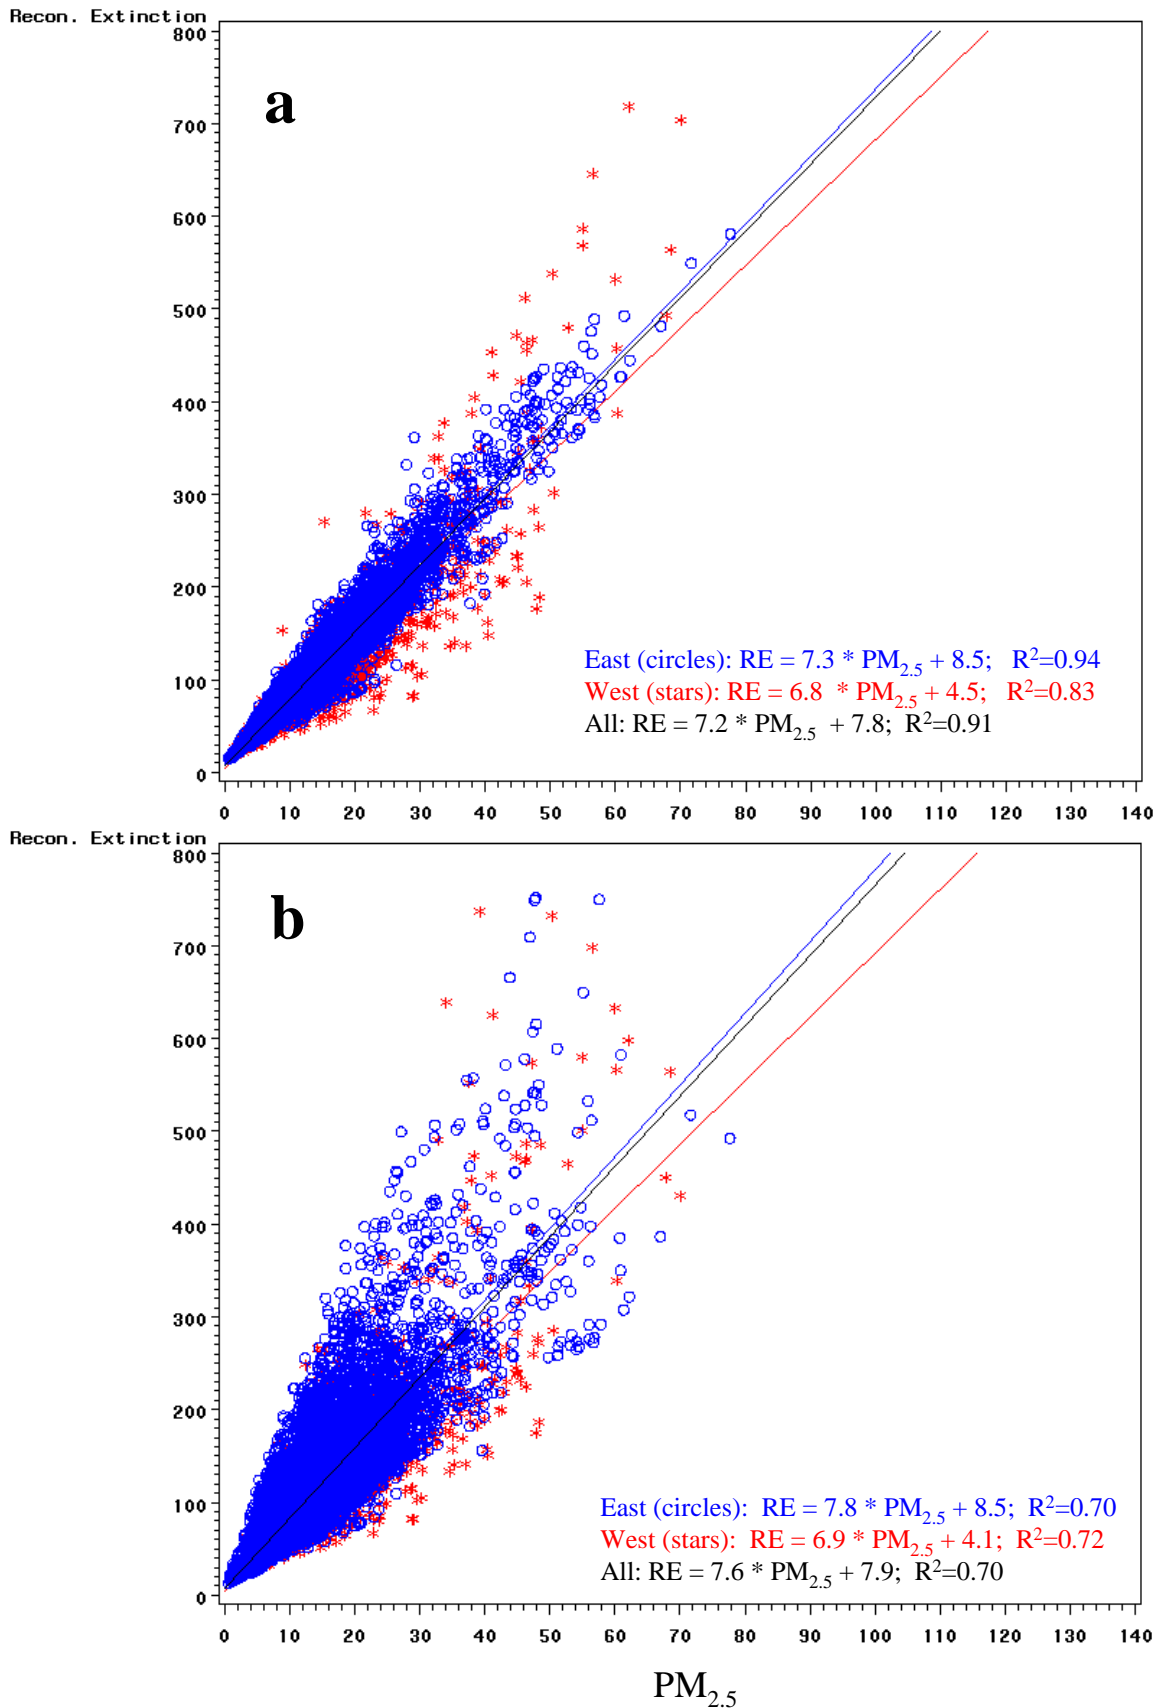 Recon. Extinction
800
a
700
600
500
400
300
200
East (circles): RE = 7.3 * PM2.5 + 8.5; R2=0.94
100
West (stars): RE = 6.8 * PM2.5 + 4.5; R2=0.83
All: RE = 7.2 * PM2.5 + 7.8; R2=0.91
0
0 10 20 30 40 50 60 70 80 90 100 110 120 130 140
Recon. Extinction
800
b
700
600
500
400
300
200
100
East (circles): RE = 7.8 * PM2.5 + 8.5; R2=0.70
West (stars): RE = 6.9 * PM2.5 + 4.1; R2=0.72
All: RE = 7.6 * PM2.5 + 7.9; R2=0.70
0
0 10 20 30 40 50 60 70 80 90 100 110 120 130 140
PM2.5